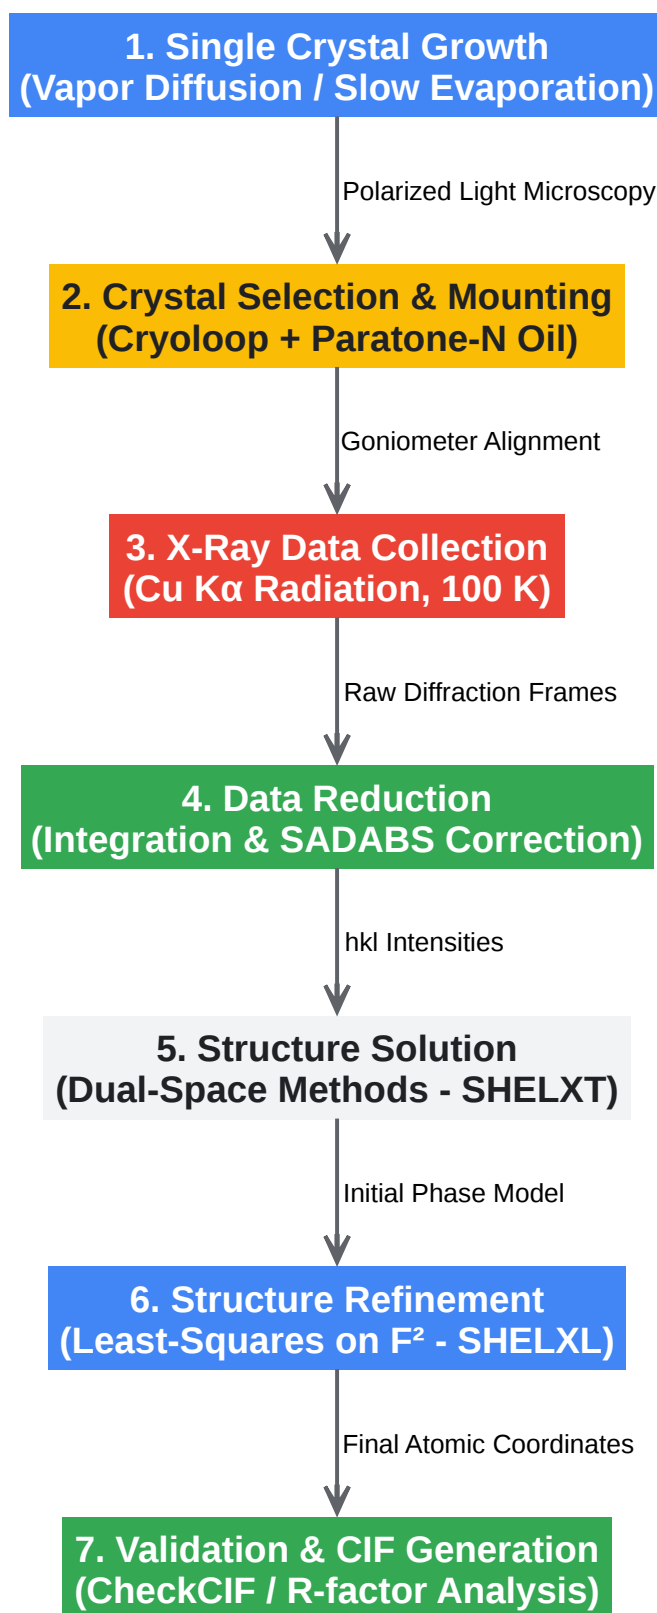 1. Single Crystal Growth
(Vapor Diffusion / Slow Evaporation)
Polarized Light Microscopy
2. Crystal Selection & Mounting
(Cryoloop + Paratone-N Oil)
Goniometer Alignment
3. X-Ray Data Collection
(Cu Kα Radiation, 100 K)
Raw Diffraction Frames
4. Data Reduction
(Integration & SADABS Correction)
hkl Intensities
5. Structure Solution
(Dual-Space Methods - SHELXT)
Initial Phase Model
6. Structure Refinement
(Least-Squares on F² - SHELXL)
Final Atomic Coordinates
7. Validation & CIF Generation
(CheckCIF / R-factor Analysis)